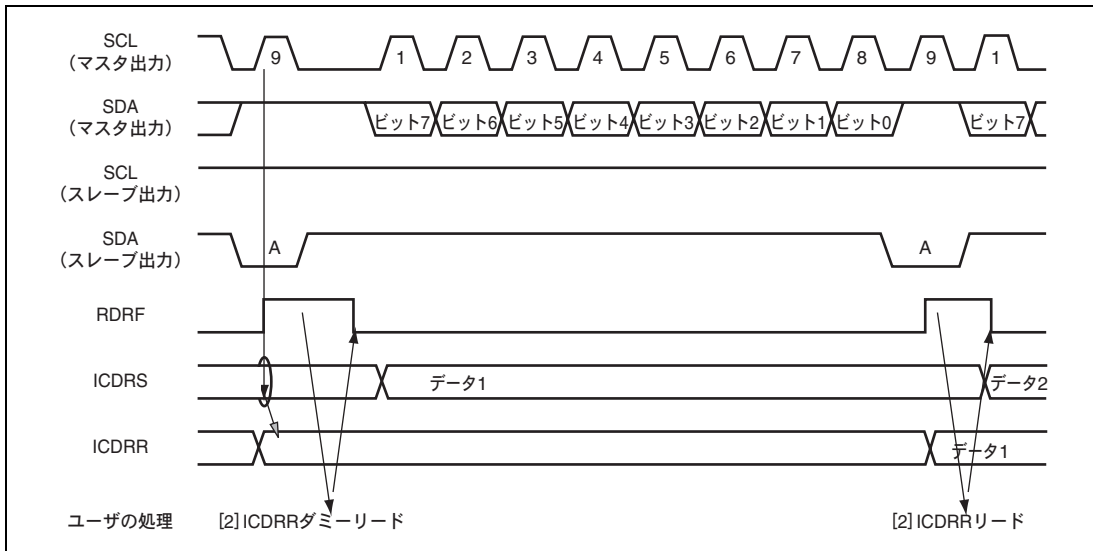 SCL
（マスタ出力）
9 1 2 3 4 5 6 7 8 9 1
SDA
（マスタ出力）
ビット7 ビット6 ビット5 ビット4 ビット3 ビット2 ビット1 ビット0 ビット7
SCL
（スレーブ出力）
SDA
（スレーブ出力）
A A
RDRF
ICDRS
データ1 データ2
ICDRR
データ1
ユーザの処理 [2] ICDRRダミーリード [2] ICDRRリード